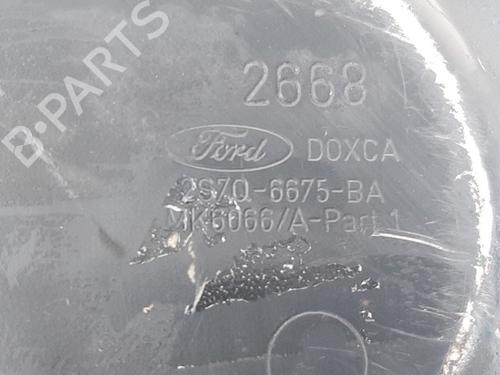 B-PARTS
2668
Ford DOXCA
2S7Q-6675-BA
MK6066/A-Part 1